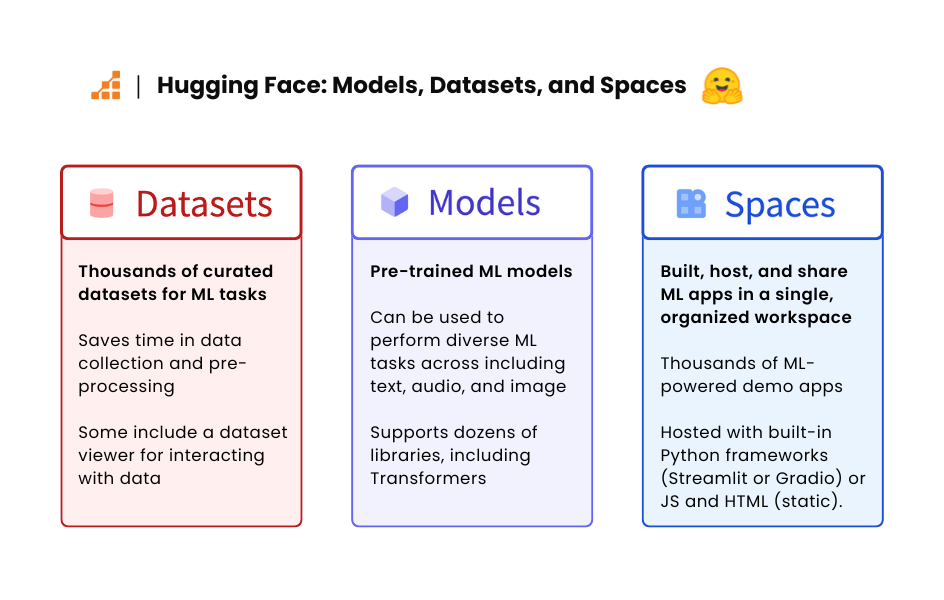 Hugging Face: Models, Datasets, and Spaces
Datasets
Thousands of curated
datasets for ML tasks
Saves time in data
collection and pre-
processing
Some include a dataset
viewer for interacting
with data
Models
Pre-trained ML models
Can be used to
perform diverse ML
tasks across including
text, audio, and image
Supports dozens of
libraries, including
Transformers
Spaces
Built, host, and share
ML apps in a single,
organized workspace
Thousands of ML-
powered demo apps
Hosted with built-in
Python frameworks
(Streamlit or Gradio) or
JS and HTML (static).